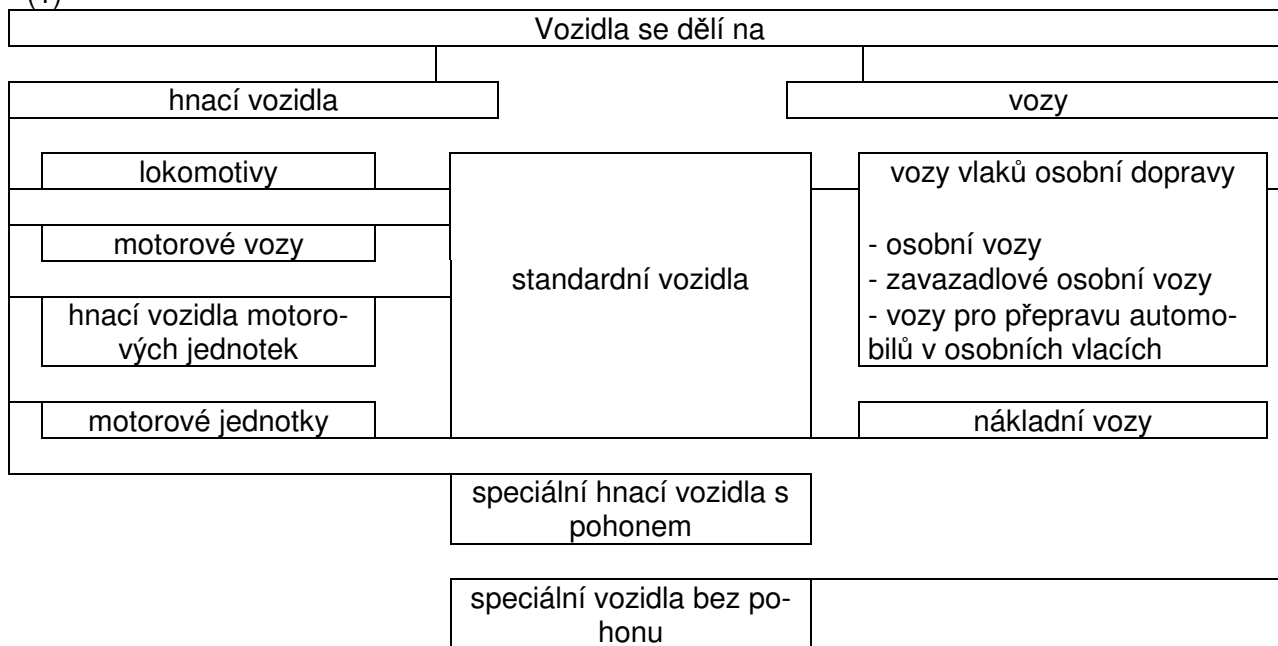 Vozidla se dělí na
hnací vozidla
vozy
lokomotivy
motorové vozy
hnací vozidla motoro-
vých jednotek
motorové jednotky
standardní vozidla
vozy vlaků osobní dopravy
- osobní vozy
- zavazadlové osobní vozy
- vozy pro přepravu automo-
bilů v osobních vlacích
nákladní vozy
speciální hnací vozidla s
pohonem
speciální vozidla bez po-
honu